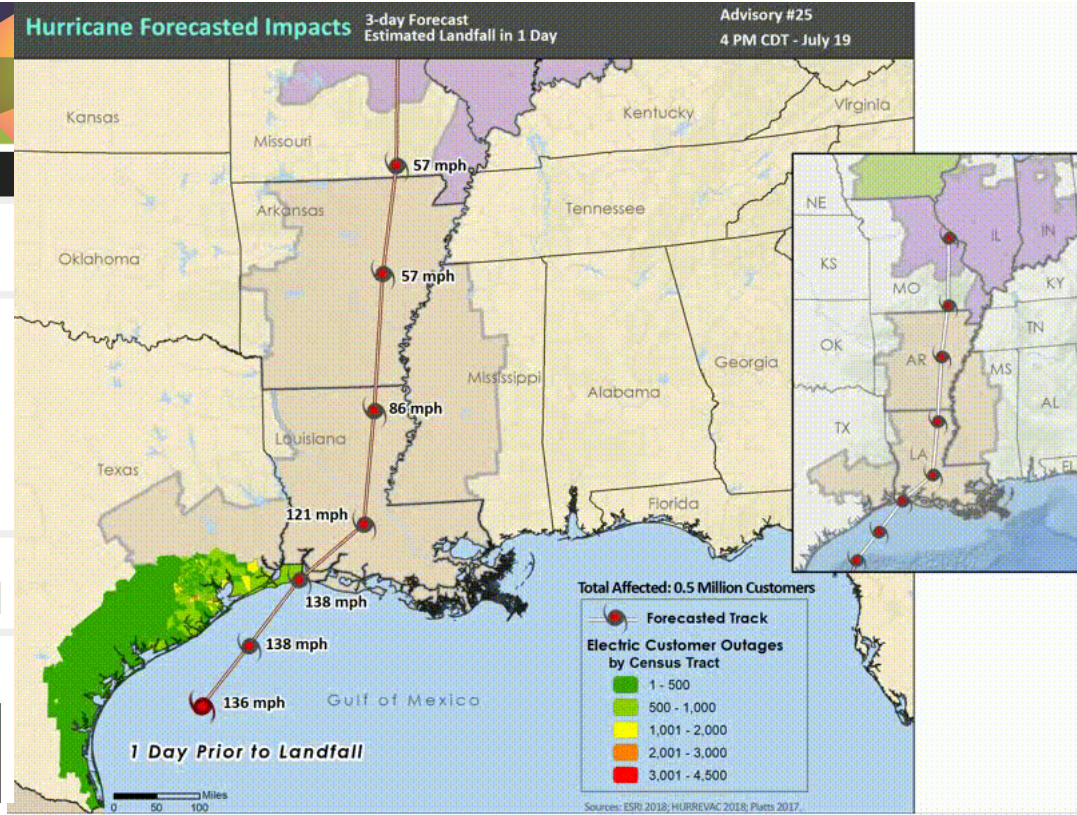 Hurricane Forecasted Impacts
3-day Forecast
Estimated Landfall in 1 Day
Advisory #25
4 PM CDT - July 19
Kansas
Missouri
Kentucky
Virginia
57 mph
Arkansas
Tennessee
Oklahoma
57 mph
Mississippi
Georgia
Alabama
86 mph
Louisiana
Texas
121 mph
Florida
138 mph
138 mph
136 mph
Gulf of Mexico
1 Day Prior to Landfall
Miles
0 50 100
NE
IL
IN
KS
MO
KY
TN
OK
AR
MS
AL
TX
LA
FL
Total Affected: 0.5 Million Customers
Forecasted Track
Electric Customer Outages
by Census Tract
1 - 500
500 - 1,000
1,001 - 2,000
2,001 - 3,000
3,001 - 4,500
Sources: ESRI 2018; HURREVAC 2018; Platts 2017.